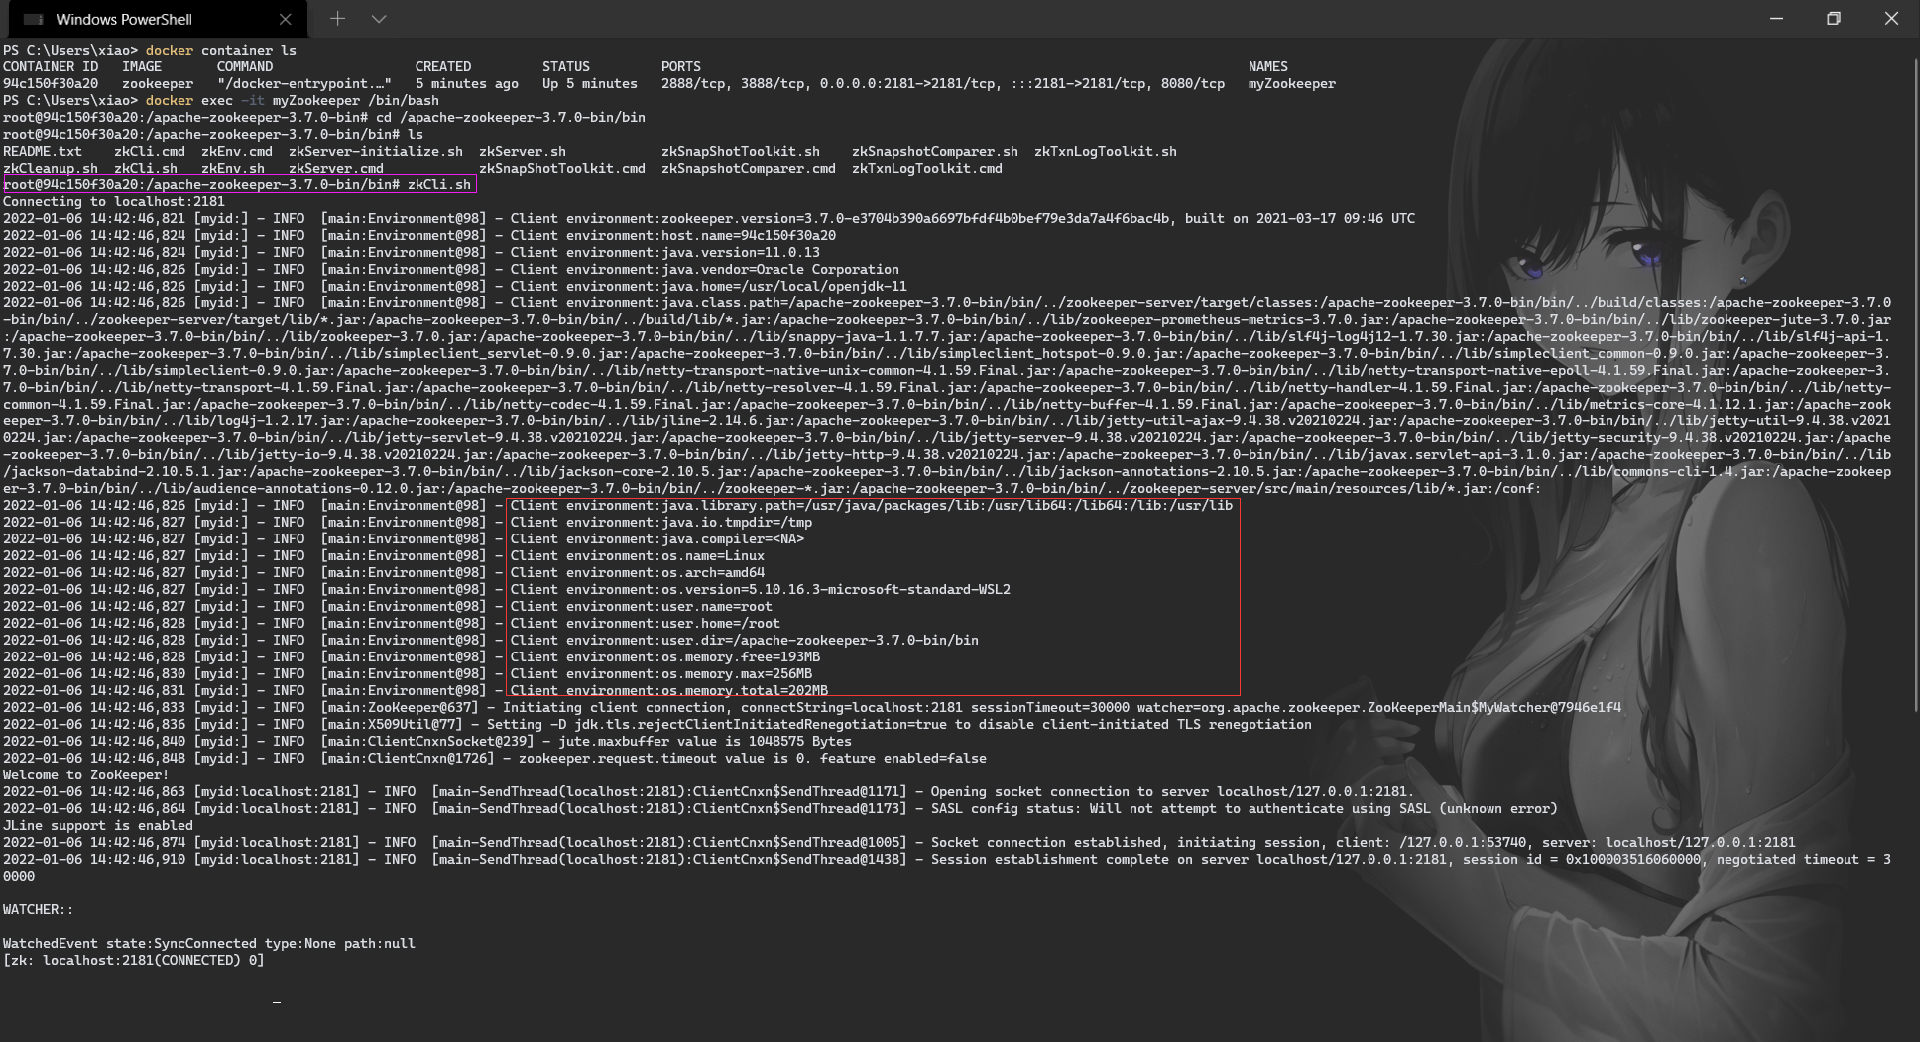 Windows PowerShell
PS C:\Users\xiao> docker container ls
CONTAINER ID   IMAGE       COMMAND                  CREATED         STATUS         PORTS                                                                     NAMES
94c150f30a20   zookeeper   "/docker-entrypoint.…"   5 minutes ago   Up 5 minutes   2888/tcp, 3888/tcp, 0.0.0.0:2181->2181/tcp, :::2181->2181/tcp, 8080/tcp   myZookeeper
PS C:\Users\xiao> docker exec -it myZookeeper /bin/bash
root@94c150f30a20:/apache-zookeeper-3.7.0-bin# cd /apache-zookeeper-3.7.0-bin/bin
root@94c150f30a20:/apache-zookeeper-3.7.0-bin/bin# ls
README.txt    zkCli.cmd  zkEnv.cmd  zkServer-initialize.sh  zkServer.sh            zkSnapShotToolkit.sh    zkSnapshotComparer.sh  zkTxnLogToolkit.sh
zkCleanup.sh  zkCli.sh   zkEnv.sh   zkServer.cmd            zkSnapShotToolkit.cmd  zkSnapshotComparer.cmd  zkTxnLogToolkit.cmd
root@94c150f30a20:/apache-zookeeper-3.7.0-bin/bin# zkCli.sh
Connecting to localhost:2181
2022-01-06 14:42:46,821 [myid:] - INFO  [main:Environment@98] - Client environment:zookeeper.version=3.7.0-e3704b390a6697bfdf4b0bef79e3da7a4f6bac4b, built on 2021-03-17 09:46 UTC
2022-01-06 14:42:46,824 [myid:] - INFO  [main:Environment@98] - Client environment:host.name=94c150f30a20
2022-01-06 14:42:46,824 [myid:] - INFO  [main:Environment@98] - Client environment:java.version=11.0.13
2022-01-06 14:42:46,826 [myid:] - INFO  [main:Environment@98] - Client environment:java.vendor=Oracle Corporation
2022-01-06 14:42:46,826 [myid:] - INFO  [main:Environment@98] - Client environment:java.home=/usr/local/openjdk-11
2022-01-06 14:42:46,826 [myid:] - INFO  [main:Environment@98] - Client environment:java.class.path=/apache-zookeeper-3.7.0-bin/bin/../zookeeper-server/target/classes:/apache-zookeeper-3.7.0-bin/bin/../build/classes:/apache-zookeeper-3.7.0
-bin/bin/../zookeeper-server/target/lib/*.jar:/apache-zookeeper-3.7.0-bin/bin/../build/lib/*.jar:/apache-zookeeper-3.7.0-bin/bin/../lib/zookeeper-prometheus-metrics-3.7.0.jar:/apache-zookeeper-3.7.0-bin/bin/../lib/zookeeper-jute-3.7.0.jar
:/apache-zookeeper-3.7.0-bin/bin/../lib/zookeeper-3.7.0.jar:/apache-zookeeper-3.7.0-bin/bin/../lib/snappy-java-1.1.7.7.jar:/apache-zookeeper-3.7.0-bin/bin/../lib/slf4j-log4j12-1.7.30.jar:/apache-zookeeper-3.7.0-bin/bin/../lib/slf4j-api-1.
7.30.jar:/apache-zookeeper-3.7.0-bin/bin/../lib/simpleclient_servlet-0.9.0.jar:/apache-zookeeper-3.7.0-bin/bin/../lib/simpleclient_hotspot-0.9.0.jar:/apache-zookeeper-3.7.0-bin/bin/../lib/simpleclient_common-0.9.0.jar:/apache-zookeeper-3.
7.0-bin/bin/../lib/simpleclient-0.9.0.jar:/apache-zookeeper-3.7.0-bin/bin/../lib/netty-transport-native-unix-common-4.1.59.Final.jar:/apache-zookeeper-3.7.0-bin/bin/../lib/netty-transport-native-epoll-4.1.59.Final.jar:/apache-zookeeper-3.
7.0-bin/bin/../lib/netty-transport-4.1.59.Final.jar:/apache-zookeeper-3.7.0-bin/bin/../lib/netty-resolver-4.1.59.Final.jar:/apache-zookeeper-3.7.0-bin/bin/../lib/netty-handler-4.1.59.Final.jar:/apache-zookeeper-3.7.0-bin/bin/../lib/netty-
common-4.1.59.Final.jar:/apache-zookeeper-3.7.0-bin/bin/../lib/netty-codec-4.1.59.Final.jar:/apache-zookeeper-3.7.0-bin/bin/../lib/netty-buffer-4.1.59.Final.jar:/apache-zookeeper-3.7.0-bin/bin/../lib/metrics-core-4.1.12.1.jar:/apache-zook
eeper-3.7.0-bin/bin/../lib/log4j-1.2.17.jar:/apache-zookeeper-3.7.0-bin/bin/../lib/jline-2.14.6.jar:/apache-zookeeper-3.7.0-bin/bin/../lib/jetty-util-ajax-9.4.38.v20210224.jar:/apache-zookeeper-3.7.0-bin/bin/../lib/jetty-util-9.4.38.v2021
0224.jar:/apache-zookeeper-3.7.0-bin/bin/../lib/jetty-servlet-9.4.38.v20210224.jar:/apache-zookeeper-3.7.0-bin/bin/../lib/jetty-server-9.4.38.v20210224.jar:/apache-zookeeper-3.7.0-bin/bin/../lib/jetty-security-9.4.38.v20210224.jar:/apache
-zookeeper-3.7.0-bin/bin/../lib/jetty-io-9.4.38.v20210224.jar:/apache-zookeeper-3.7.0-bin/bin/../lib/jetty-http-9.4.38.v20210224.jar:/apache-zookeeper-3.7.0-bin/bin/../lib/javax.servlet-api-3.1.0.jar:/apache-zookeeper-3.7.0-bin/bin/../lib
/jackson-databind-2.10.5.1.jar:/apache-zookeeper-3.7.0-bin/bin/../lib/jackson-core-2.10.5.jar:/apache-zookeeper-3.7.0-bin/bin/../lib/jackson-annotations-2.10.5.jar:/apache-zookeeper-3.7.0-bin/bin/../lib/commons-cli-1.4.jar:/apache-zookeep
er-3.7.0-bin/bin/../lib/audience-annotations-0.12.0.jar:/apache-zookeeper-3.7.0-bin/bin/../zookeeper-*.jar:/apache-zookeeper-3.7.0-bin/bin/../zookeeper-server/src/main/resources/lib/*.jar:/conf:
2022-01-06 14:42:46,826 [myid:] - INFO  [main:Environment@98] - Client environment:java.library.path=/usr/java/packages/lib:/usr/lib64:/lib64:/lib:/usr/lib
2022-01-06 14:42:46,827 [myid:] - INFO  [main:Environment@98] - Client environment:java.io.tmpdir=/tmp
2022-01-06 14:42:46,827 [myid:] - INFO  [main:Environment@98] - Client environment:java.compiler=<NA>
2022-01-06 14:42:46,827 [myid:] - INFO  [main:Environment@98] - Client environment:os.name=Linux
2022-01-06 14:42:46,827 [myid:] - INFO  [main:Environment@98] - Client environment:os.arch=amd64
2022-01-06 14:42:46,827 [myid:] - INFO  [main:Environment@98] - Client environment:os.version=5.10.16.3-microsoft-standard-WSL2
2022-01-06 14:42:46,827 [myid:] - INFO  [main:Environment@98] - Client environment:user.name=root
2022-01-06 14:42:46,828 [myid:] - INFO  [main:Environment@98] - Client environment:user.home=/root
2022-01-06 14:42:46,828 [myid:] - INFO  [main:Environment@98] - Client environment:user.dir=/apache-zookeeper-3.7.0-bin/bin
2022-01-06 14:42:46,828 [myid:] - INFO  [main:Environment@98] - Client environment:os.memory.free=193MB
2022-01-06 14:42:46,830 [myid:] - INFO  [main:Environment@98] - Client environment:os.memory.max=256MB
2022-01-06 14:42:46,831 [myid:] - INFO  [main:Environment@98] - Client environment:os.memory.total=202MB
2022-01-06 14:42:46,833 [myid:] - INFO  [main:ZooKeeper@637] - Initiating client connection, connectString=localhost:2181 sessionTimeout=30000 watcher=org.apache.zookeeper.ZooKeeperMain$MyWatcher@7946e1f4
2022-01-06 14:42:46,836 [myid:] - INFO  [main:X509Util@77] - Setting -D jdk.tls.rejectClientInitiatedRenegotiation=true to disable client-initiated TLS renegotiation
2022-01-06 14:42:46,840 [myid:] - INFO  [main:ClientCnxnSocket@239] - jute.maxbuffer value is 1048575 Bytes
2022-01-06 14:42:46,848 [myid:] - INFO  [main:ClientCnxn@1726] - zookeeper.request.timeout value is 0. feature enabled=false
Welcome to ZooKeeper!
2022-01-06 14:42:46,863 [myid:localhost:2181] - INFO  [main-SendThread(localhost:2181):ClientCnxn$SendThread@1171] - Opening socket connection to server localhost/127.0.0.1:2181.
2022-01-06 14:42:46,864 [myid:localhost:2181] - INFO  [main-SendThread(localhost:2181):ClientCnxn$SendThread@1173] - SASL config status: Will not attempt to authenticate using SASL (unknown error)
JLine support is enabled
2022-01-06 14:42:46,874 [myid:localhost:2181] - INFO  [main-SendThread(localhost:2181):ClientCnxn$SendThread@1005] - Socket connection established, initiating session, client: /127.0.0.1:53740, server: localhost/127.0.0.1:2181
2022-01-06 14:42:46,910 [myid:localhost:2181] - INFO  [main-SendThread(localhost:2181):ClientCnxn$SendThread@1438] - Session establishment complete on server localhost/127.0.0.1:2181, session id = 0x100003516060000, negotiated timeout = 3
0000
WATCHER::
WatchedEvent state:SyncConnected type:None path:null
[zk: localhost:2181(CONNECTED) 0]